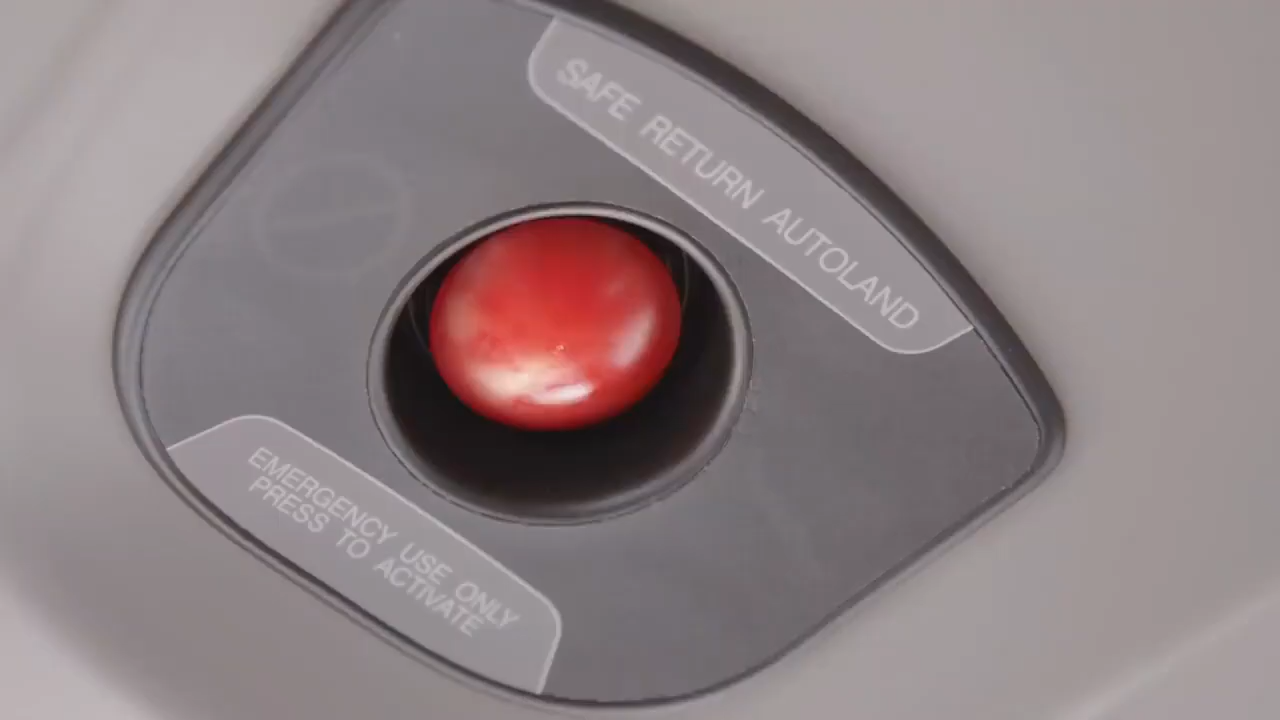 SAFE RETURN AUTOLAND
EMERGENCY USE ONLY
PRESS TO ACTIVATE